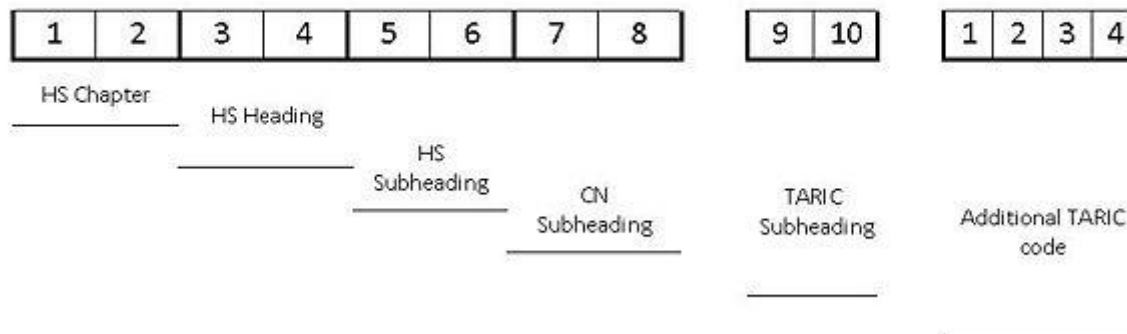 1 2 3 4 5 6 7 8 9 10 1 2 3 4
HS Chapter
HS Heading
HS
Subheading
CN
Subheading
TARIC
Subheading
Additional TARIC
code